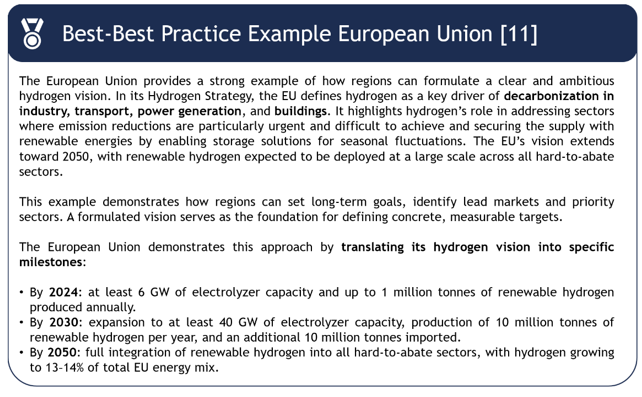 Best-Best Practice Example European Union [11]
The European Union provides a strong example of how regions can formulate a clear and ambitious
hydrogen vision. In its Hydrogen Strategy, the EU defines hydrogen as a key driver of decarbonization in
industry, transport, power generation, and buildings. It highlights hydrogen's role in addressing sectors
where emission reductions are particularly urgent and difficult to achieve and securing the supply with
renewable energies by enabling storage solutions for seasonal fluctuations. The EU's vision extends
toward 2050, with renewable hydrogen expected to be deployed at a large scale across all hard-to-abate
sectors.
This example demonstrates how regions can set long-term goals, identify lead markets and priority
sectors. A formulated vision serves as the foundation for defining concrete, measurable targets.
The European Union demonstrates this approach by translating its hydrogen vision into specific
milestones:
• By 2024: at least 6 GW of electrolyzer capacity and up to 1 million tonnes of renewable hydrogen
produced annually.
• By 2030: expansion to at least 40 GW of electrolyzer capacity, production of 10 million tonnes of
renewable hydrogen per year, and an additional 10 million tonnes imported.
• By 2050: full integration of renewable hydrogen into all hard-to-abate sectors, with hydrogen growing
to 13-14% of total EU energy mix.